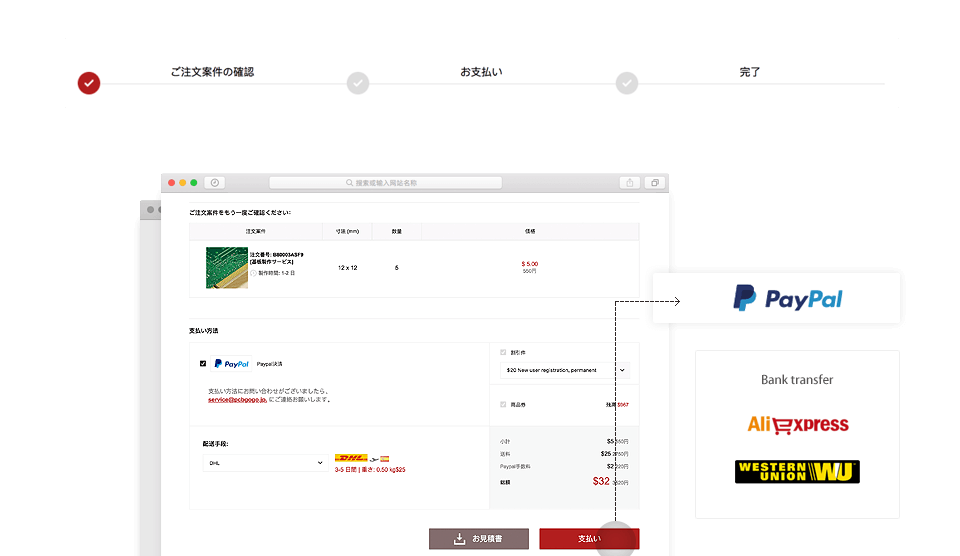 ご注文案件の確認
お支払い
完了
搜索或输入网站名称
ご注文案件をもう一度ご確認ください:
注文案件
寸法 (mm)
数量
価格
注文番号: B80003ASF9
[基板製作サービス]
製作時間: 1-2 日
12 x 12
5
$ 5.00
550円
PayPal
支払い方法
PayPal
Paypal決済
割引件
$20 New user registration, permanent
支払い方法にお問い合わせがございましたら、
service@pcbgogo.jp, にご連絡お願いします。
商品券
残高 $967
Bank transfer
AliExpress
WESTERN UNION WU
配送手段:
DHL
DHL
3-5 日間 | 重さ: 0.50 kg$25
小計
$5
550円
送料
$25
Paypal手数料
$2
220円
総額
$32
お見積書
支払い